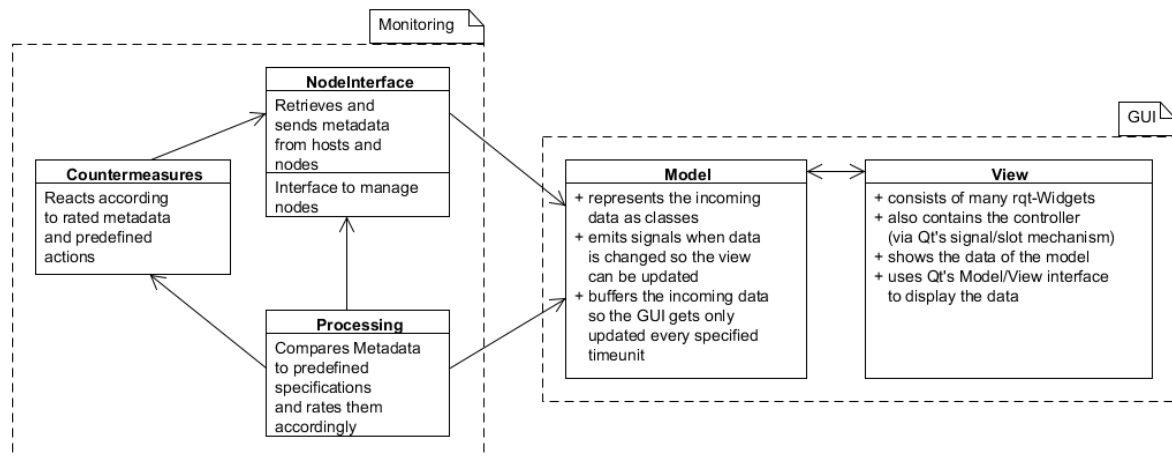 Monitoring
NodeInterface
Retrieves and
sends metadata
from hosts and
nodes
Interface to manage
nodes
Countermeasures
Reacts according
to rated metadata
and predefined
actions
Processing
Compares Metadata
to predefined
specifications
and rates them
accordingly
GUI
Model
+ represents the incoming
data as classes
+ emits signals when data
is changed so the view
can be updated
+ buffers the incoming data
so the GUI gets only
updated every specified
timeunit
View
+ consists of many rqt-Widgets
+ also contains the controller
(via Qt's signal/slot mechanism)
+ shows the data of the model
+ uses Qt's Model/View interface
to display the data